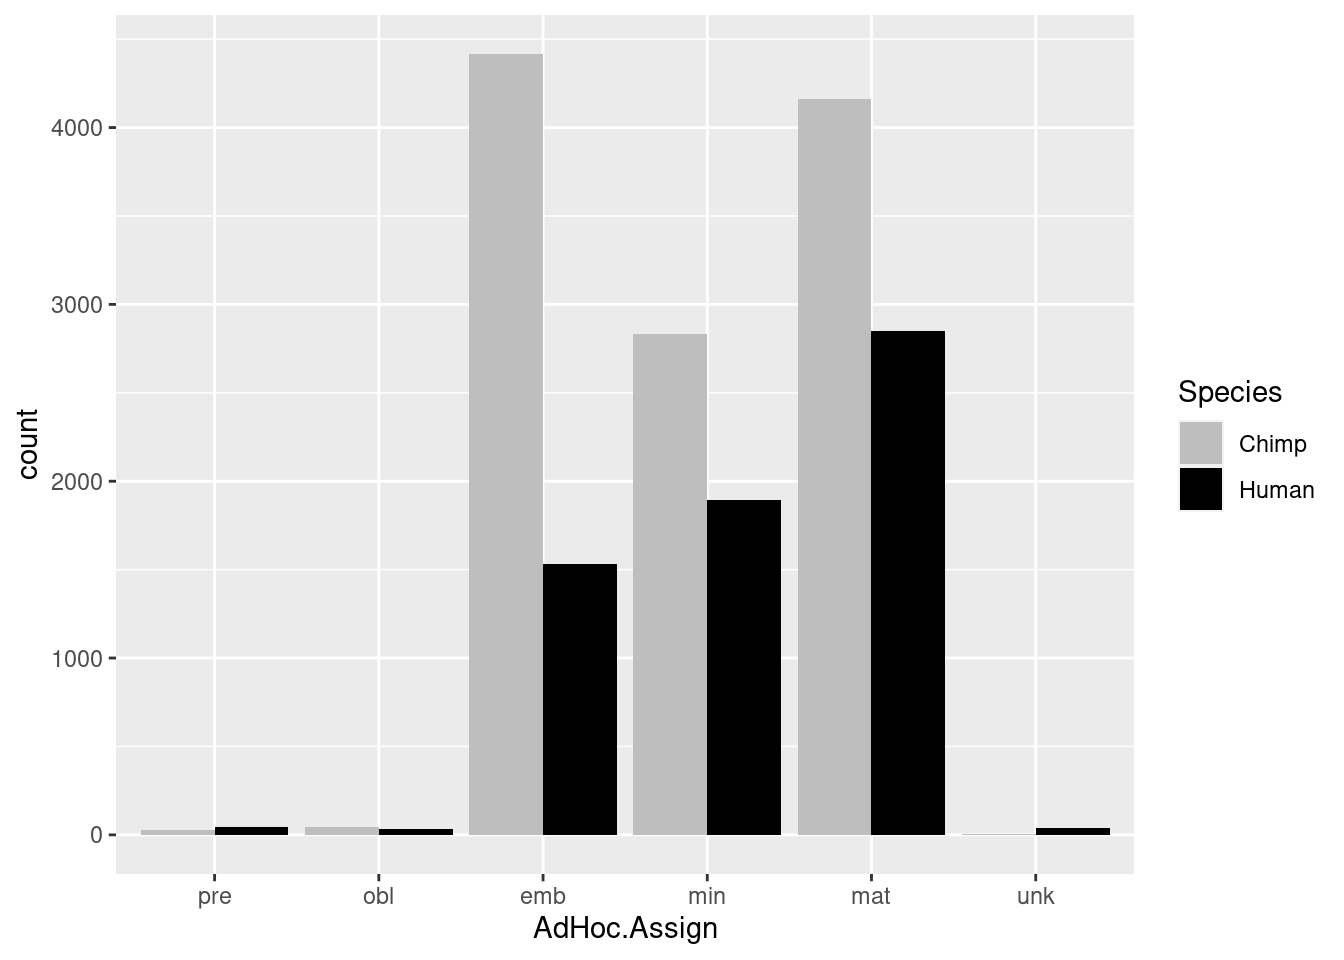 4000
3000
2000
1000
0
count
pre obl emb min mat unk
AdHoc.Assign
Species
Chimp
Human